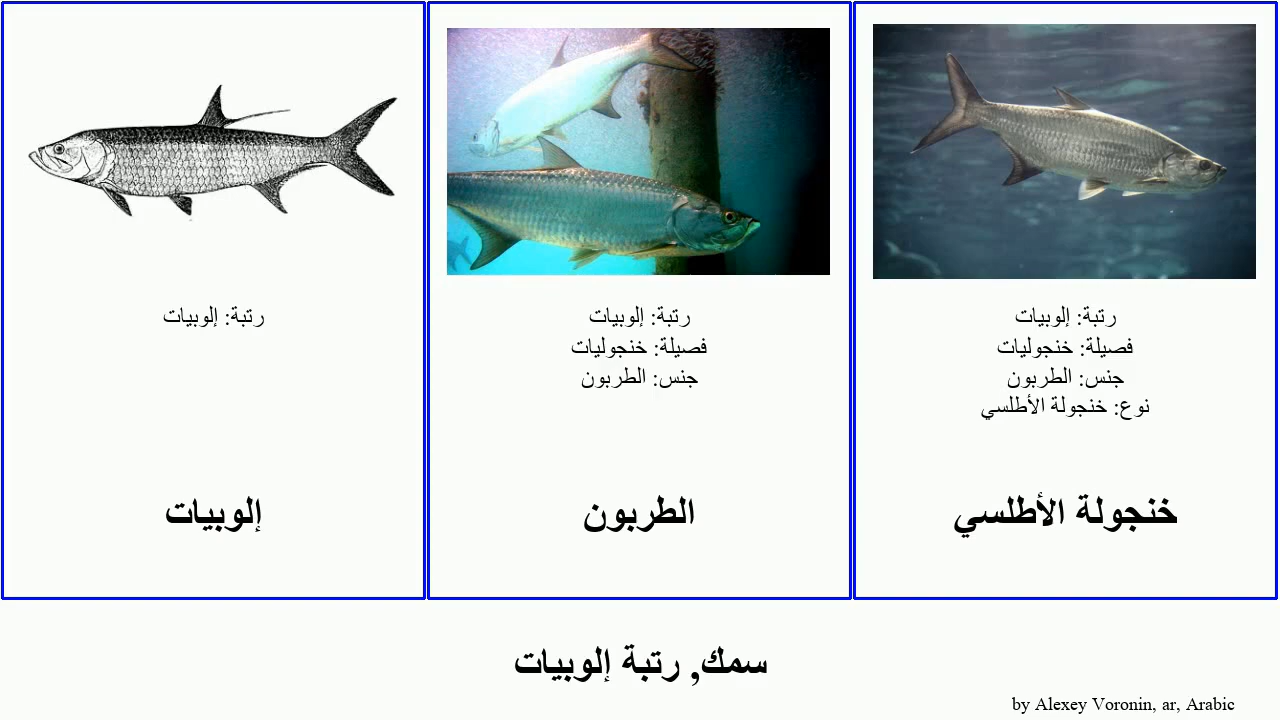 رتبة: إلوبيات
إلوبيات
رتبة: إلوبيات
فصيلة: خنجوليات
جنس: الطربون
الطربون
رتبة: إلوبيات
فصيلة: خنجوليات
جنس: الطربون
نوع: خنجولة الأطلسي
خنجولة الأطلسي
سمك, رتبة إلوبيات
by Alexey Voronin, ar, Arabic